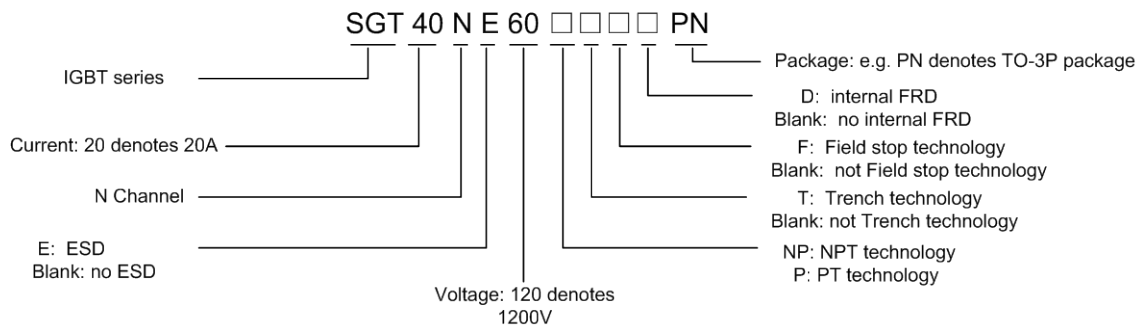 SGT 40 N E 60 □ □ □ □ PN
IGBT series
Current: 20 denotes 20A
N Channel
E: ESD
Blank: no ESD
Voltage: 120 denotes
1200V
Package: e.g. PN denotes TO-3P package
D: internal FRD
Blank: no internal FRD
F: Field stop technology
Blank: not Field stop technology
T: Trench technology
Blank: not Trench technology
NP: NPT technology
P: PT technology